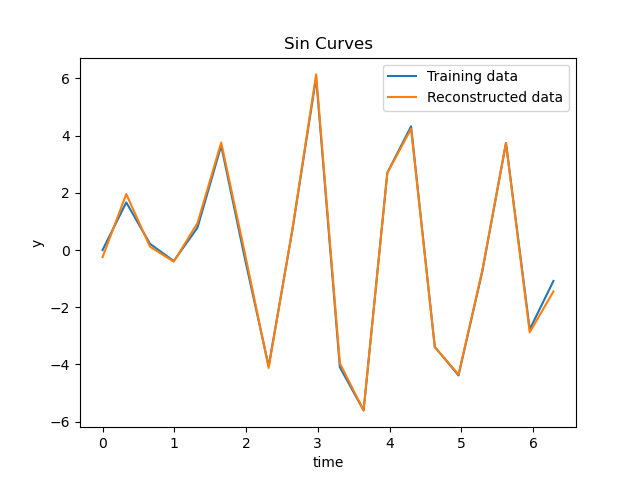 Sin Curves
Training data
Reconstructed data
y
6
4
2
0
−2
−4
−6
0 1 2 3 4 5 6
time